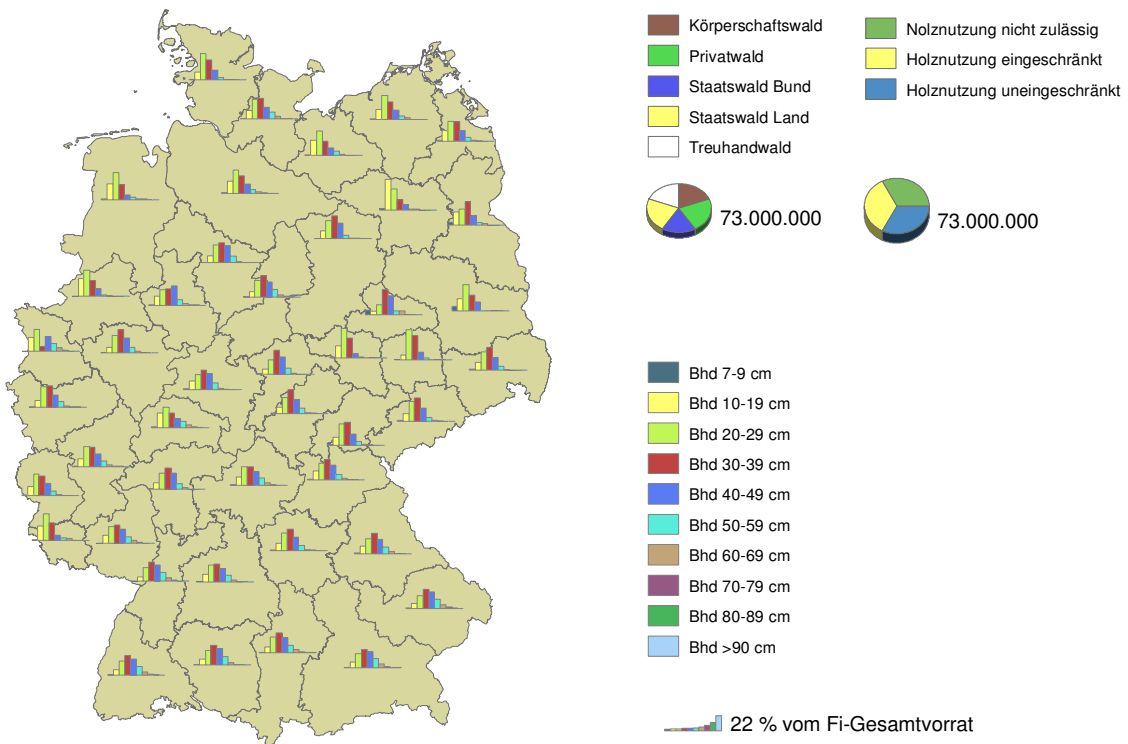 Körperschaftswald
Privatwald
Staatswald Bund
Staatswald Land
Treuhandwald
Nolznutzung nicht zulässig
Holznutzung eingeschränkt
Holznutzung uneingeschränkt
73.000.000
73.000.000
Bhd 7-9 cm
Bhd 10-19 cm
Bhd 20-29 cm
Bhd 30-39 cm
Bhd 40-49 cm
Bhd 50-59 cm
Bhd 60-69 cm
Bhd 70-79 cm
Bhd 80-89 cm
Bhd >90 cm
22 % vom Fi-Gesamtvorrat